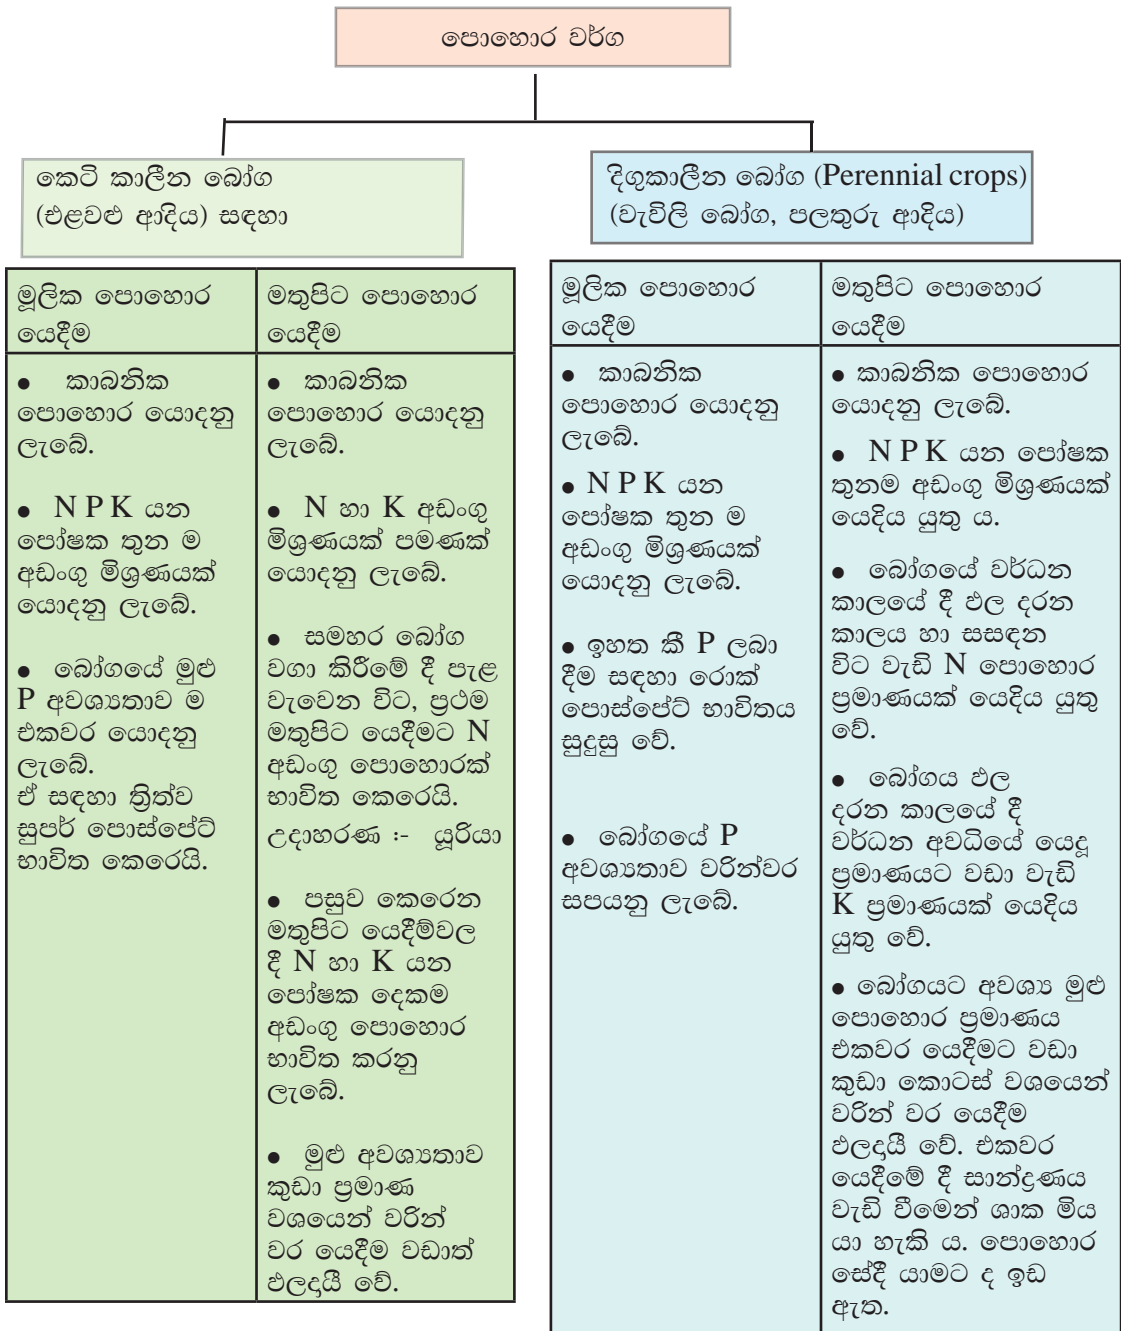 පොහොර වර්ග
කෙටි කාලීන බෝග
(එළවළු ආදිය) සඳහා
මූලික පොහොර
යෙදීම
● කාබනික
පොහොර යොදනු
ලැබේ.
● N P K යන
පෝෂක තුන ම
අඩංගු මිශ්‍රණයක්
යොදනු ලැබේ.
● බෝගයේ මුළු
P අවශ්‍යතාව ම
එකවර යොදනු
ලැබේ.
ඒ සඳහා ත්‍රිත්ව
සුපර් පොස්පේට්
භාවිත කෙරෙයි.
මතුපිට පොහොර
යෙදීම
● කාබනික
පොහොර යොදනු
ලැබේ.
● N හා K අඩංගු
මිශ්‍රණයක් පමණක්
යොදනු ලැබේ.
● සමහර බෝග
වගා කිරීමේ දී පැළ
වැවෙන විට, ප්‍රථම
මතුපිට යෙදීමට N
අඩංගු පොහොරක්
භාවිත කෙරෙයි.
උදාහරණ :- යූරියා
● පසුව කෙරෙන
මතුපිට යෙදීම්වල
දී N හා K යන
පෝෂක දෙකම
අඩංගු පොහොර
භාවිත කරනු
ලැබේ.
● මුළු අවශ්‍යතාව
කුඩා ප්‍රමාණ
වශයෙන් වරින්
වර යෙදීම වඩාත්
ඵලදායී වේ.
දිගුකාලීන බෝග (Perennial crops)
(වැවිලි බෝග, පලතුරු ආදිය)
මූලික පොහොර
යෙදීම
● කාබනික
පොහොර යොදනු
ලැබේ.
● N P K යන
පෝෂක තුන ම
අඩංගු මිශ්‍රණයක්
යොදනු ලැබේ.
● ඉහත කී P ලබා
දීම සඳහා රොක්
පොස්පේට් භාවිතය
සුදුසු වේ.
● බෝගයේ P
අවශ්‍යතාව වරින්වර
සපයනු ලැබේ.
මතුපිට පොහොර
යෙදීම
● කාබනික පොහොර
යොදනු ලැබේ.
● N P K යන පෝෂක
තුනම අඩංගු මිශ්‍රණයක්
යෙදිය යුතු ය.
● බෝගයේ වර්ධන
කාලයේ දී ඵල දරන
කාලය හා සසඳන
විට වැඩි N පොහොර
ප්‍රමාණයක් යෙදිය යුතු
වේ.
● බෝගය ඵල
දරන කාලයේ දී
වර්ධන අවධියේ යෙදූ
ප්‍රමාණයට වඩා වැඩි
K ප්‍රමාණයක් යෙදිය
යුතු වේ.
● බෝගයට අවශ්‍ය මුළු
පොහොර ප්‍රමාණය
එකවර යෙදීමට වඩා
කුඩා කොටස් වශයෙන්
වරින් වර යෙදීම
ඵලදායී වේ. එකවර
යෙදීමේ දී සාන්ද්‍රණය
වැඩි වීමෙන් ශාක මිය
යා හැකි ය. පොහොර
සේදී යාමට ද ඉඩ
ඇත.